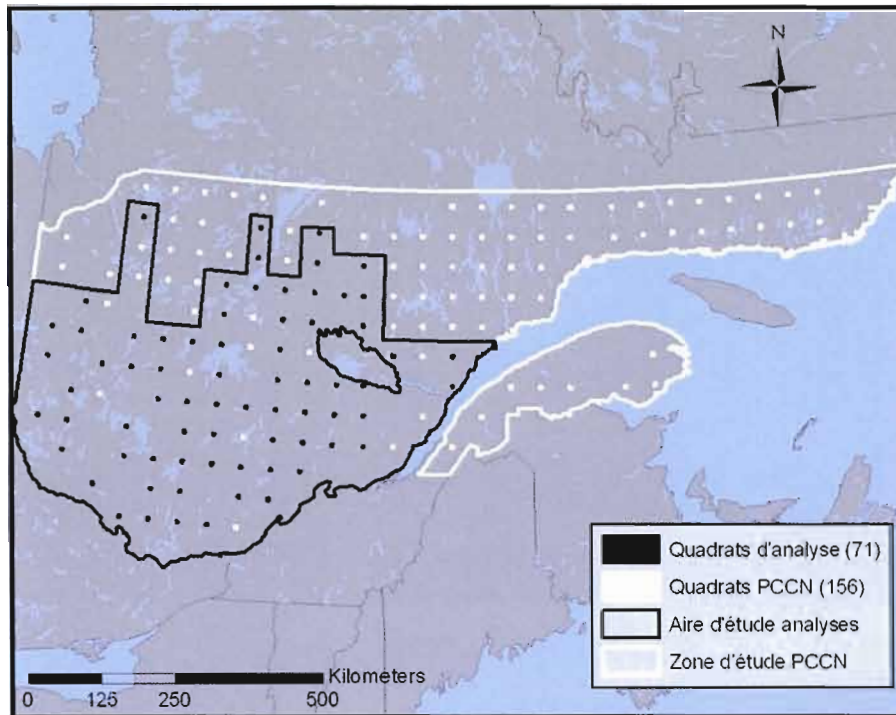 N
Quadrats d'analyse (71)
Quadrats PCCN (156)
Aire d'étude analyses
Zone d'étude PCCN
Kilometers
0 125 250 500